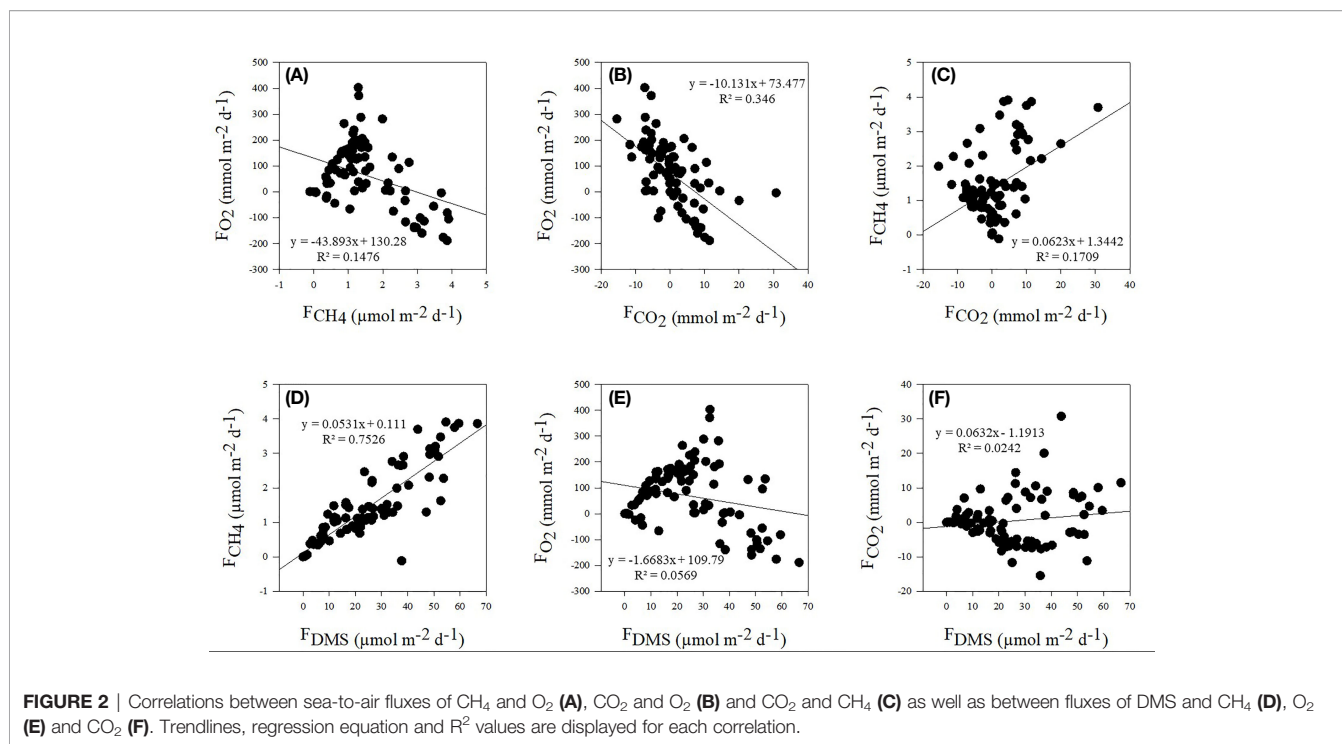 (A)
500
400
300
200
100
0
-100
-200
-300
-1 0 1 2 3 4 5
FO2 (mmol m-2 d-1)
FCH4 (µmol m-2 d-1)
y = -43.893x + 130.28
R² = 0.1476
(B)
500
400
300
200
100
0
-100
-200
-300
-20 -10 0 10 20 30 40
FO2 (mmol m-2 d-1)
FCO2 (mmol m-2 d-1)
y = -10.131x + 73.477
R² = 0.346
(C)
5
4
3
2
1
0
-1
-20 -10 0 10 20 30 40
FCH4 (µmol m-2 d-1)
FCO2 (mmol m-2 d-1)
y = 0.0623x + 1.3442
R² = 0.1709
(D)
5
4
3
2
1
0
-1
0 10 20 30 40 50 60 70
FCH4 (µmol m-2 d-1)
FDMS (µmol m-2 d-1)
y = 0.0531x + 0.111
R² = 0.7526
(E)
500
400
300
200
100
0
-100
-200
-300
0 10 20 30 40 50 60 70
FO2 (mmol m-2 d-1)
FDMS (µmol m-2 d-1)
y = -1.6683x + 109.79
R² = 0.0569
(F)
40
30
20
10
0
-10
-20
0 10 20 30 40 50 60 70
FCO2 (mmol m-2 d-1)
FDMS (µmol m-2 d-1)
y = 0.0632x - 1.1913
R² = 0.0242
FIGURE 2 | Correlations between sea-to-air fluxes of CH4 and O2 (A), CO2 and O2 (B) and CO2 and CH4 (C) as well as between fluxes of DMS and CH4 (D), O2
(E) and CO2 (F). Trendlines, regression equation and R2 values are displayed for each correlation.